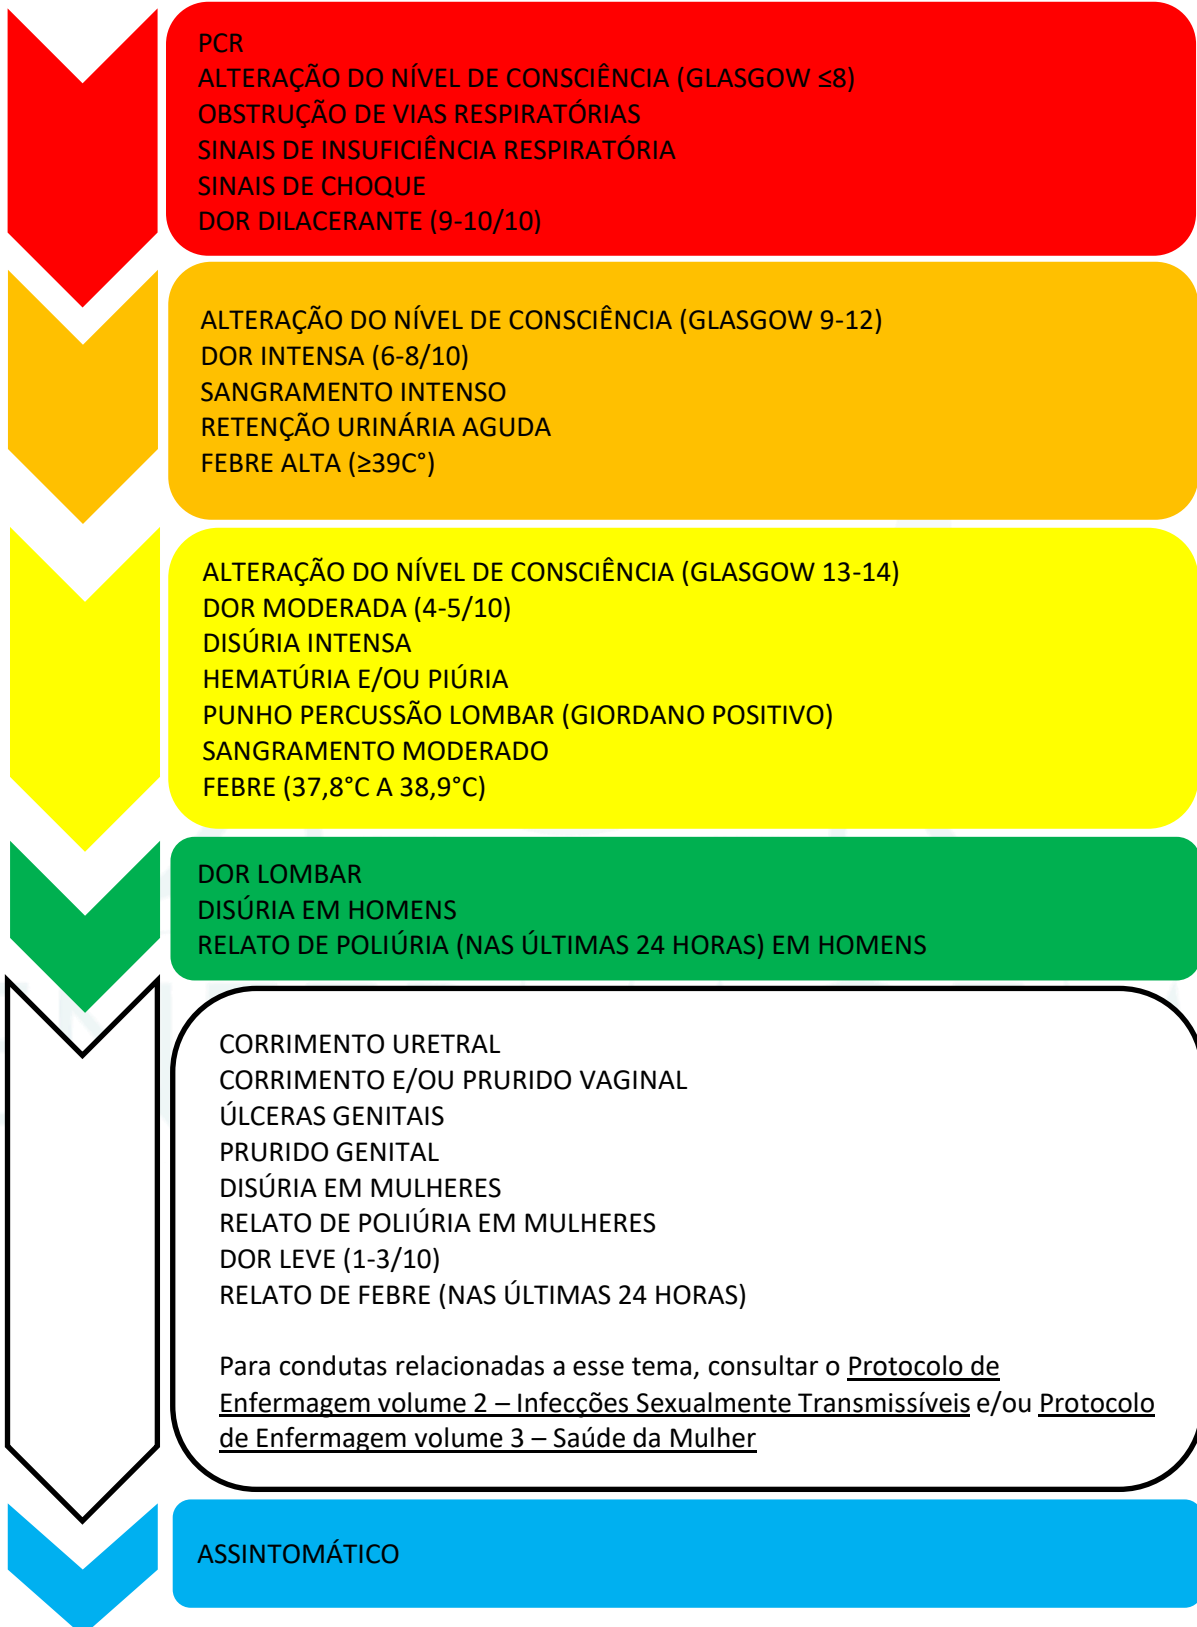 PCR
ALTERAÇÃO DO NÍVEL DE CONSCIÊNCIA (GLASGOW ≤8)
OBSTRUÇÃO DE VIAS RESPIRATÓRIAS
SINAIS DE INSUFICIÊNCIA RESPIRATÓRIA
SINAIS DE CHOQUE
DOR DILACERANTE (9-10/10)
ALTERAÇÃO DO NÍVEL DE CONSCIÊNCIA (GLASGOW 9-12)
DOR INTENSA (6-8/10)
SANGRAMENTO INTENSO
RETENÇÃO URINÁRIA AGUDA
FEBRE ALTA (≥39C°)
ALTERAÇÃO DO NÍVEL DE CONSCIÊNCIA (GLASGOW 13-14)
DOR MODERADA (4-5/10)
DISÚRIA INTENSA
HEMATÚRIA E/OU PIÚRIA
PUNHO PERCUSSÃO LOMBAR (GIORDANO POSITIVO)
SANGRAMENTO MODERADO
FEBRE (37,8°C A 38,9°C)
DOR LOMBAR
DISÚRIA EM HOMENS
RELATO DE POLIÚRIA (NAS ÚLTIMAS 24 HORAS) EM HOMENS
CORRIMENTO URETRAL
CORRIMENTO E/OU PRURIDO VAGINAL
ÚLCERAS GENITAIS
PRURIDO GENITAL
DISÚRIA EM MULHERES
RELATO DE POLIÚRIA EM MULHERES
DOR LEVE (1-3/10)
RELATO DE FEBRE (NAS ÚLTIMAS 24 HORAS)
Para condutas relacionadas a esse tema, consultar o Protocolo de
Enfermagem volume 2 – Infecções Sexualmente Transmissíveis e/ou Protocolo
de Enfermagem volume 3 – Saúde da Mulher
ASSINTOMÁTICO